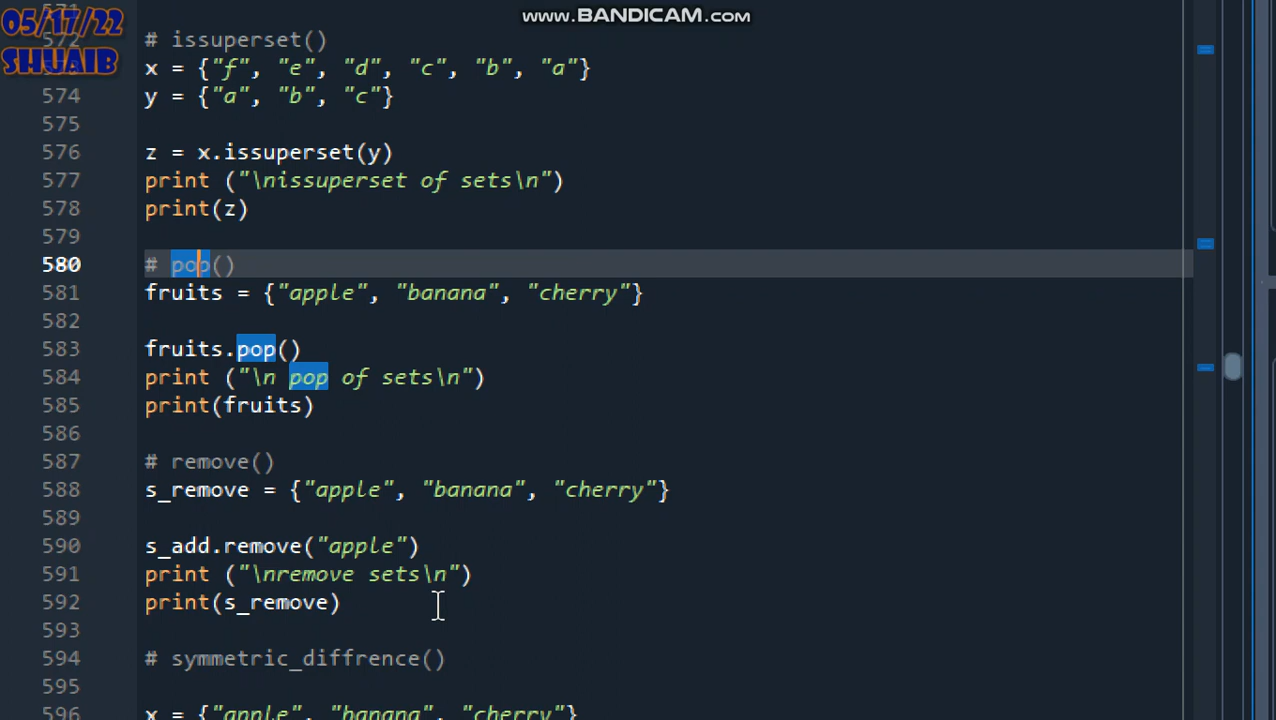 www.BANDICAM.com
05/17/22
SHUAIB
572 # issuperset()
x = {"f", "e", "d", "c", "b", "a"}
574 y = {"a", "b", "c"}
575
576 z = x.issuperset(y)
577 print ("\nissuperset of sets\n")
578 print(z)
579
580 # pop()
581 fruits = {"apple", "banana", "cherry"}
582
583 fruits.pop()
584 print ("\n pop of sets\n")
585 print(fruits)
586
587 # remove()
588 s_remove = {"apple", "banana", "cherry"}
589
590 s_add.remove("apple")
591 print ("\nremove sets\n")
592 print(s_remove)
593
594 # symmetric_diffrence()
595
596 x = {"apple", "banana", "cherry"}